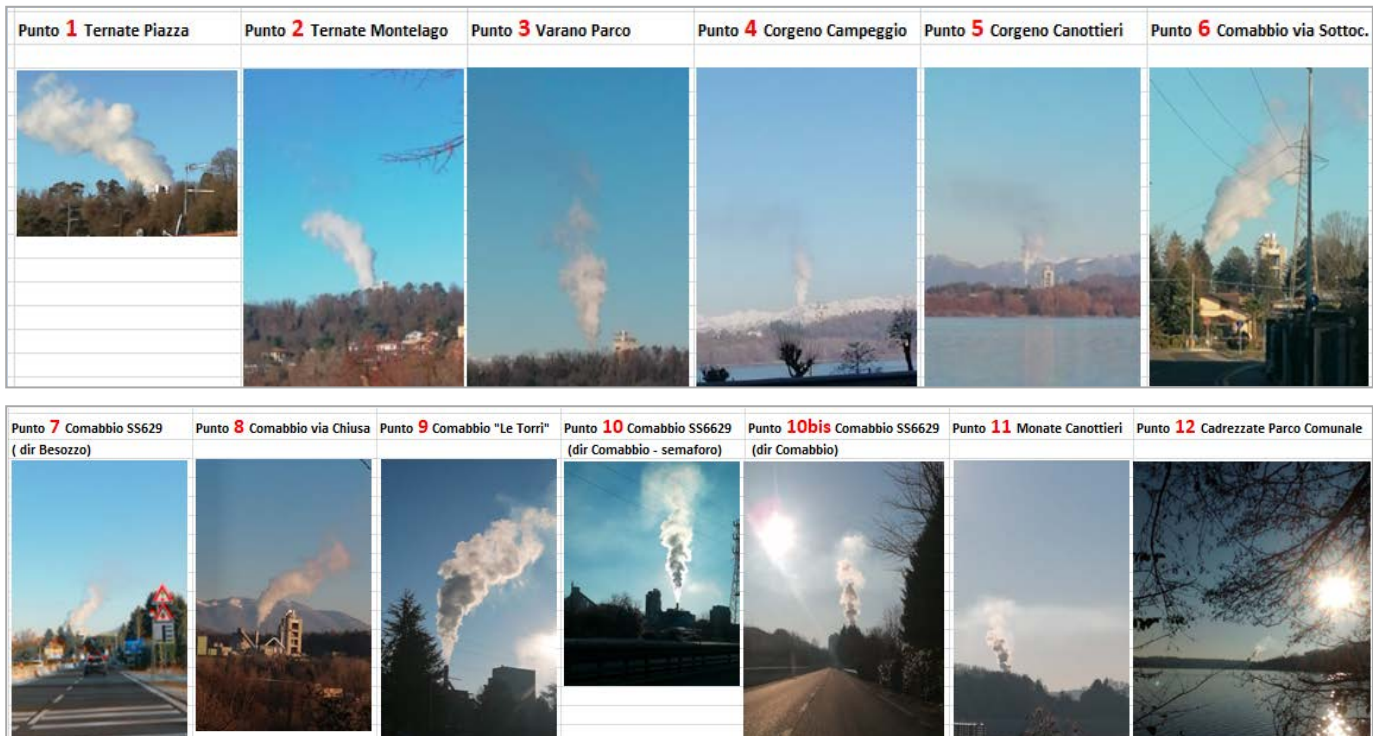 Punto 1 Ternate Piazza
Punto 2 Ternate Montelago
Punto 3 Varano Parco
Punto 4 Corgeno Campeggio
Punto 5 Corgeno Canottieri
Punto 6 Comabbio via Sottoc.
Punto 7 Comabbio SS629
( dir Besozzo)
Punto 8 Comabbio via Chiusa
Punto 9 Comabbio "Le Torri"
Punto 10 Comabbio SS6629
(dir Comabbio - semaforo)
Punto 10bis Comabbio SS6629
(dir Comabbio)
Punto 11 Monate Canottieri
Punto 12 Cadrezzate Parco Comunale